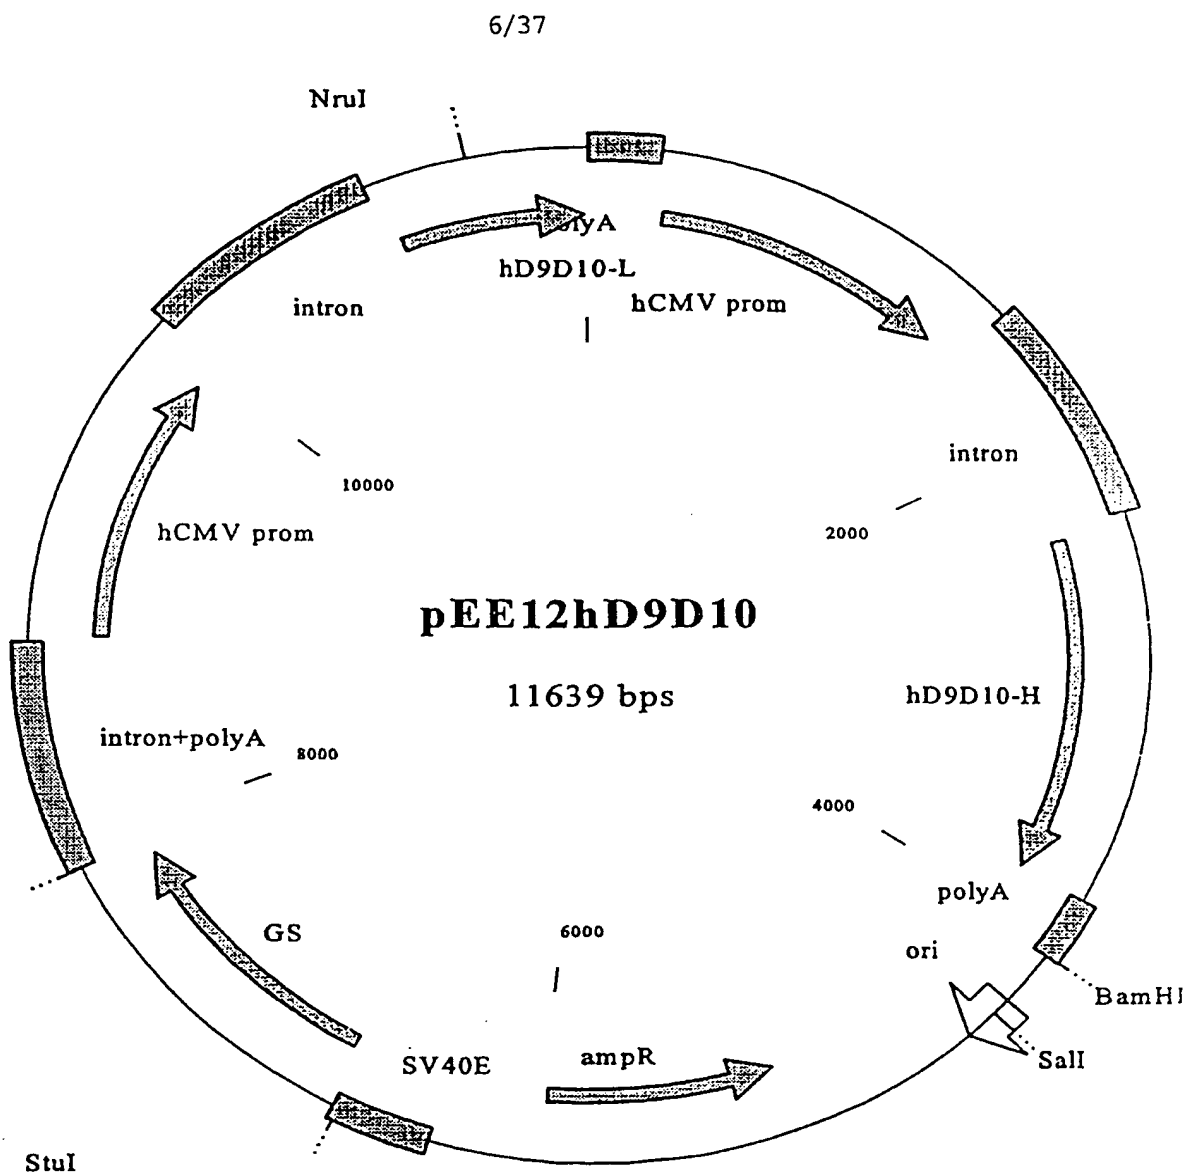 6/37
NruI
polyA
hD9D10-L
hCMV prom
intron
intron
10000
2000
hCMV prom
pEE12hD9D10
11639 bps
hD9D10-H
intron+polyA
8000
4000
polyA
GS
6000
ori
BamHI
SalI
SV40E
ampR
StuI